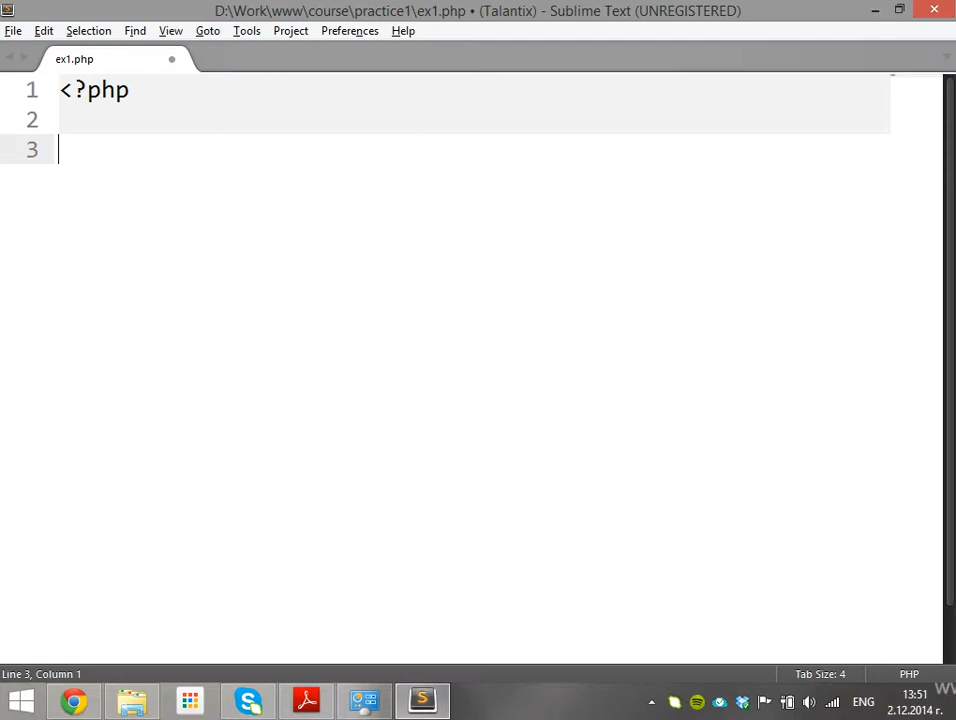 D:\Work\www\course\practice1\ex1.php • (Talantix) - Sublime Text (UNREGISTERED)
File Edit Selection Find View Goto Tools Project Preferences Help
ex1.php
1 <?php
2
3
Line 3, Column 1 Tab Size: 4 PHP
ЕНГ
13:51
2.12.2014 г.